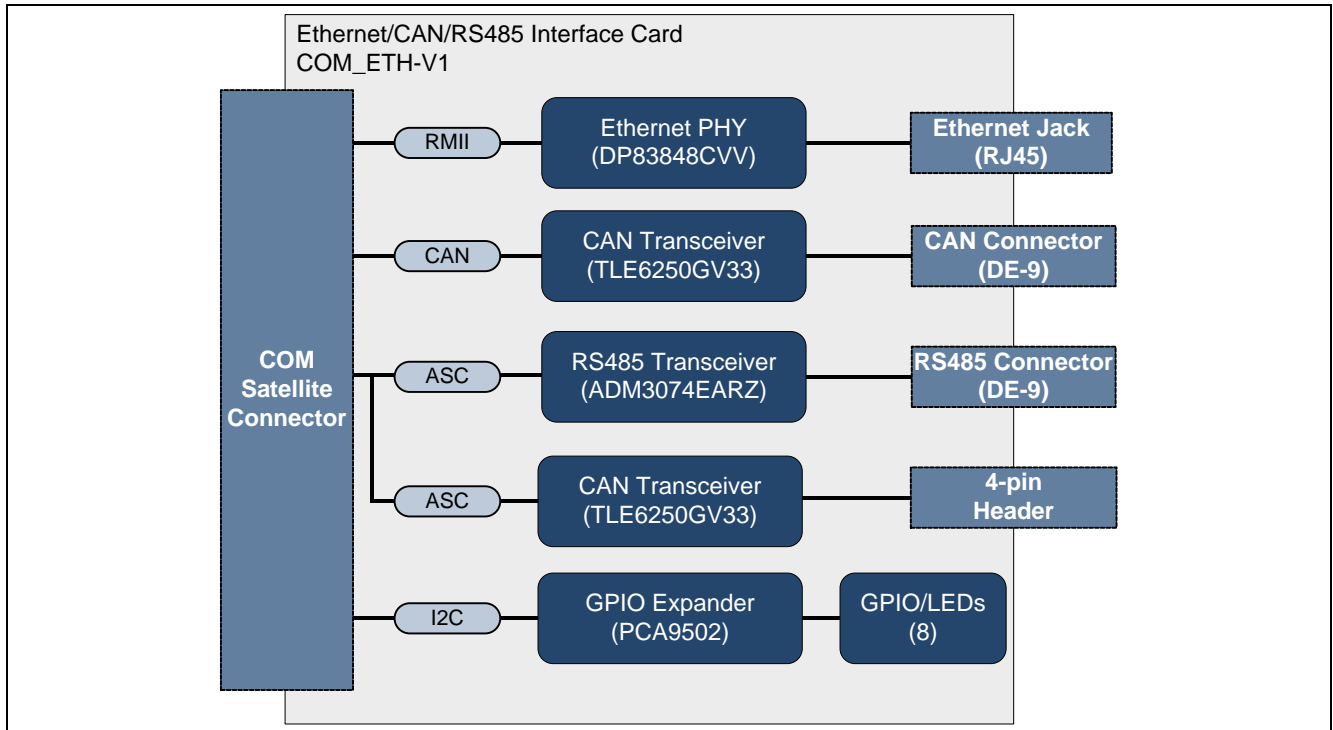 Ethernet/CAN/RS485 Interface Card
COM_ETH-V1
COM
Satellite
Connector
RMII
Ethernet PHY
(DP83848CVV)
Ethernet Jack
(RJ45)
CAN
CAN Transceiver
(TLE6250GV33)
CAN Connector
(DE-9)
ASC
RS485 Transceiver
(ADM3074EARZ)
RS485 Connector
(DE-9)
ASC
CAN Transceiver
(TLE6250GV33)
4-pin
Header
I2C
GPIO Expander
(PCA9502)
GPIO/LEDs
(8)